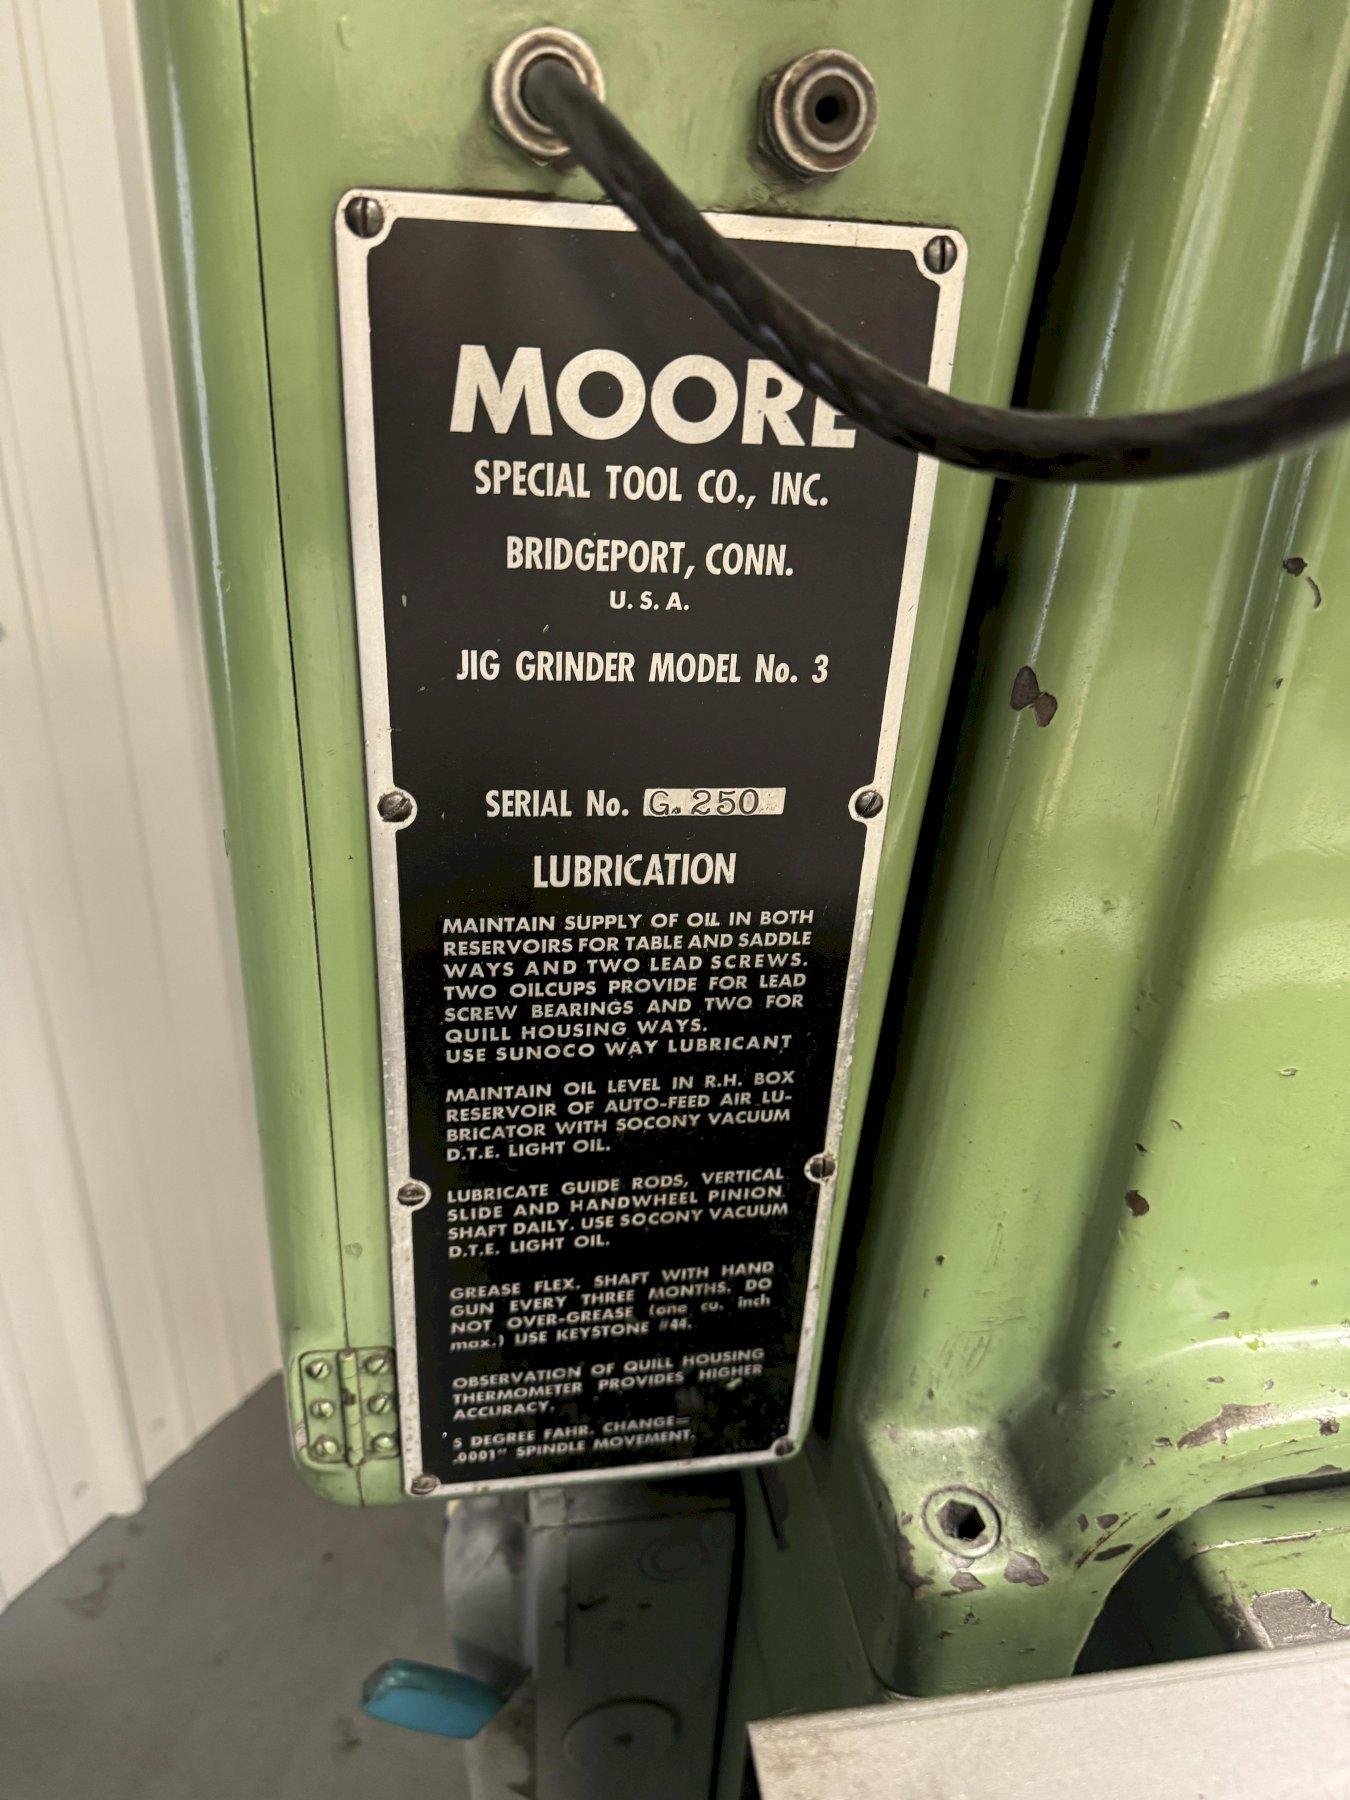 MOORE
SPECIAL TOOL CO., INC.
BRIDGEPORT, CONN.
U. S. A.
JIG GRINDER MODEL No. 3
SERIAL No. G. 250
LUBRICATION
MAINTAIN SUPPLY OF OIL IN BOTH
RESERVOIRS FOR TABLE AND SADDLE
WAYS AND TWO LEAD SCREWS.
TWO OILCUPS PROVIDE FOR LEAD
SCREW BEARINGS AND TWO FOR
QUILL HOUSING WAYS.
USE SUNOCO WAY LUBRICANT
MAINTAIN OIL LEVEL IN R.H. BOX
RESERVOIR OF AUTO-FEED AIR LU-
BRICATOR WITH SOCONY VACUUM
D.T.E. LIGHT OIL.
LUBRICATE GUIDE RODS, VERTICAL
SLIDE AND HANDWHEEL PINION
SHAFT DAILY. USE SOCONY VACUUM
D.T.E. LIGHT OIL.
GREASE FLEX. SHAFT WITH HAND
GUN EVERY THREE MONTHS. DO
NOT OVER-GREASE (one cu. inch
max.) USE KEYSTONE #44.
OBSERVATION OF QUILL HOUSING
THERMOMETER PROVIDES HIGHER
ACCURACY.
5 DEGREE FAHR. CHANGE=
.0001" SPINDLE MOVEMENT.